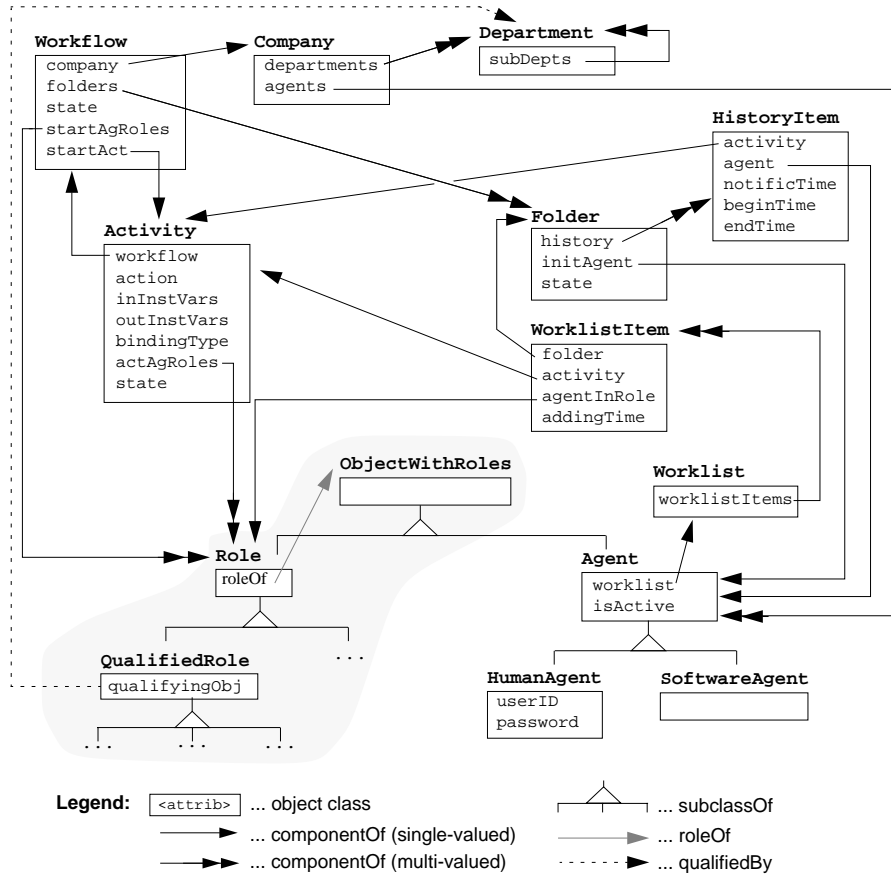 Workflow
company
folders
state
startAgRoles
startAct
Company
departments
agents
Department
subDepts
HistoryItem
activity
agent
notificTime
beginTime
endTime
Activity
workflow
action
inInstVars
outInstVars
bindingType
actAgRoles
state
Folder
history
initAgent
state
WorklistItem
folder
activity
agentInRole
addingTime
ObjectWithRoles
Worklist
worklistItems
Role
roleOf
Agent
worklist
isActive
...
QualifiedRole
qualifyingObj
... ... ...
HumanAgent
userID
password
SoftwareAgent
Legend:
<attrib> ... object class
... componentOf (single-valued)
... componentOf (multi-valued)
... subclassOf
... roleOf
... qualifiedBy